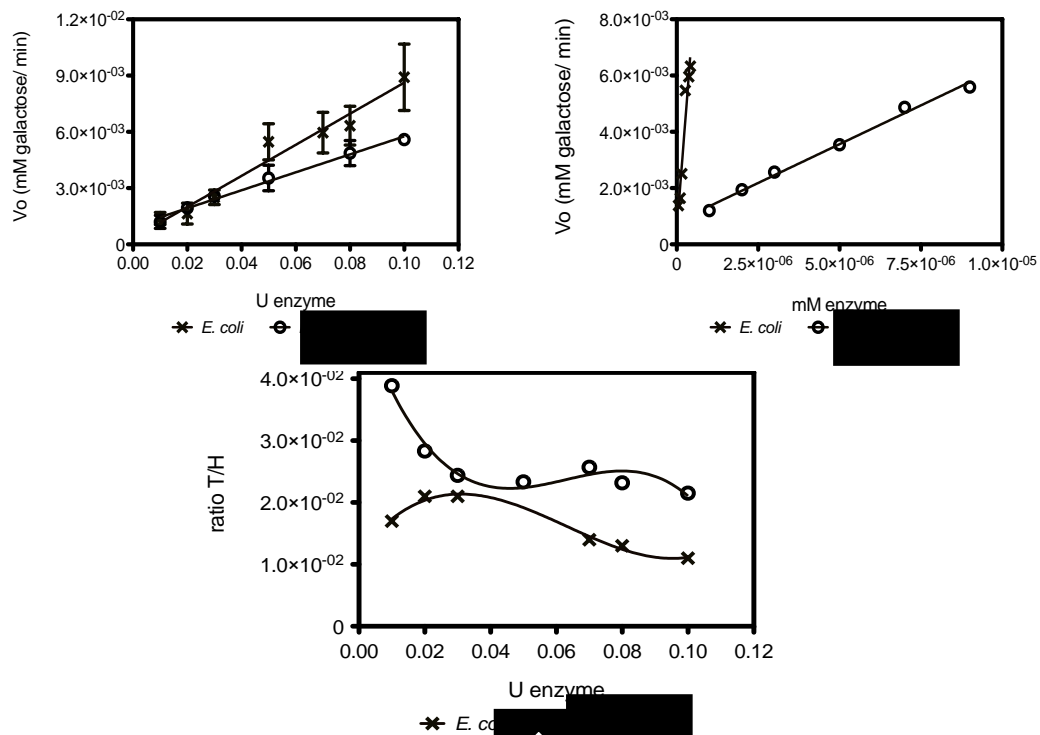 Vo (mM galactose/ min)
1.2×10⁻⁰²
9.0×10⁻⁰³
6.0×10⁻⁰³
3.0×10⁻⁰³
0
0.00 0.02 0.04 0.06 0.08 0.10 0.12
U enzyme
E. coli
Vo (mM galactose/ min)
8.0×10⁻⁰³
6.0×10⁻⁰³
4.0×10⁻⁰³
2.0×10⁻⁰³
0
0 2.5×10⁻⁰⁶ 5.0×10⁻⁰⁶ 7.5×10⁻⁰⁶ 1.0×10⁻⁰⁵
mM enzyme
E. coli
ratio T/H
4.0×10⁻⁰²
3.0×10⁻⁰²
2.0×10⁻⁰²
1.0×10⁻⁰²
0
0.00 0.02 0.04 0.06 0.08 0.10 0.12
U enzyme
E. co